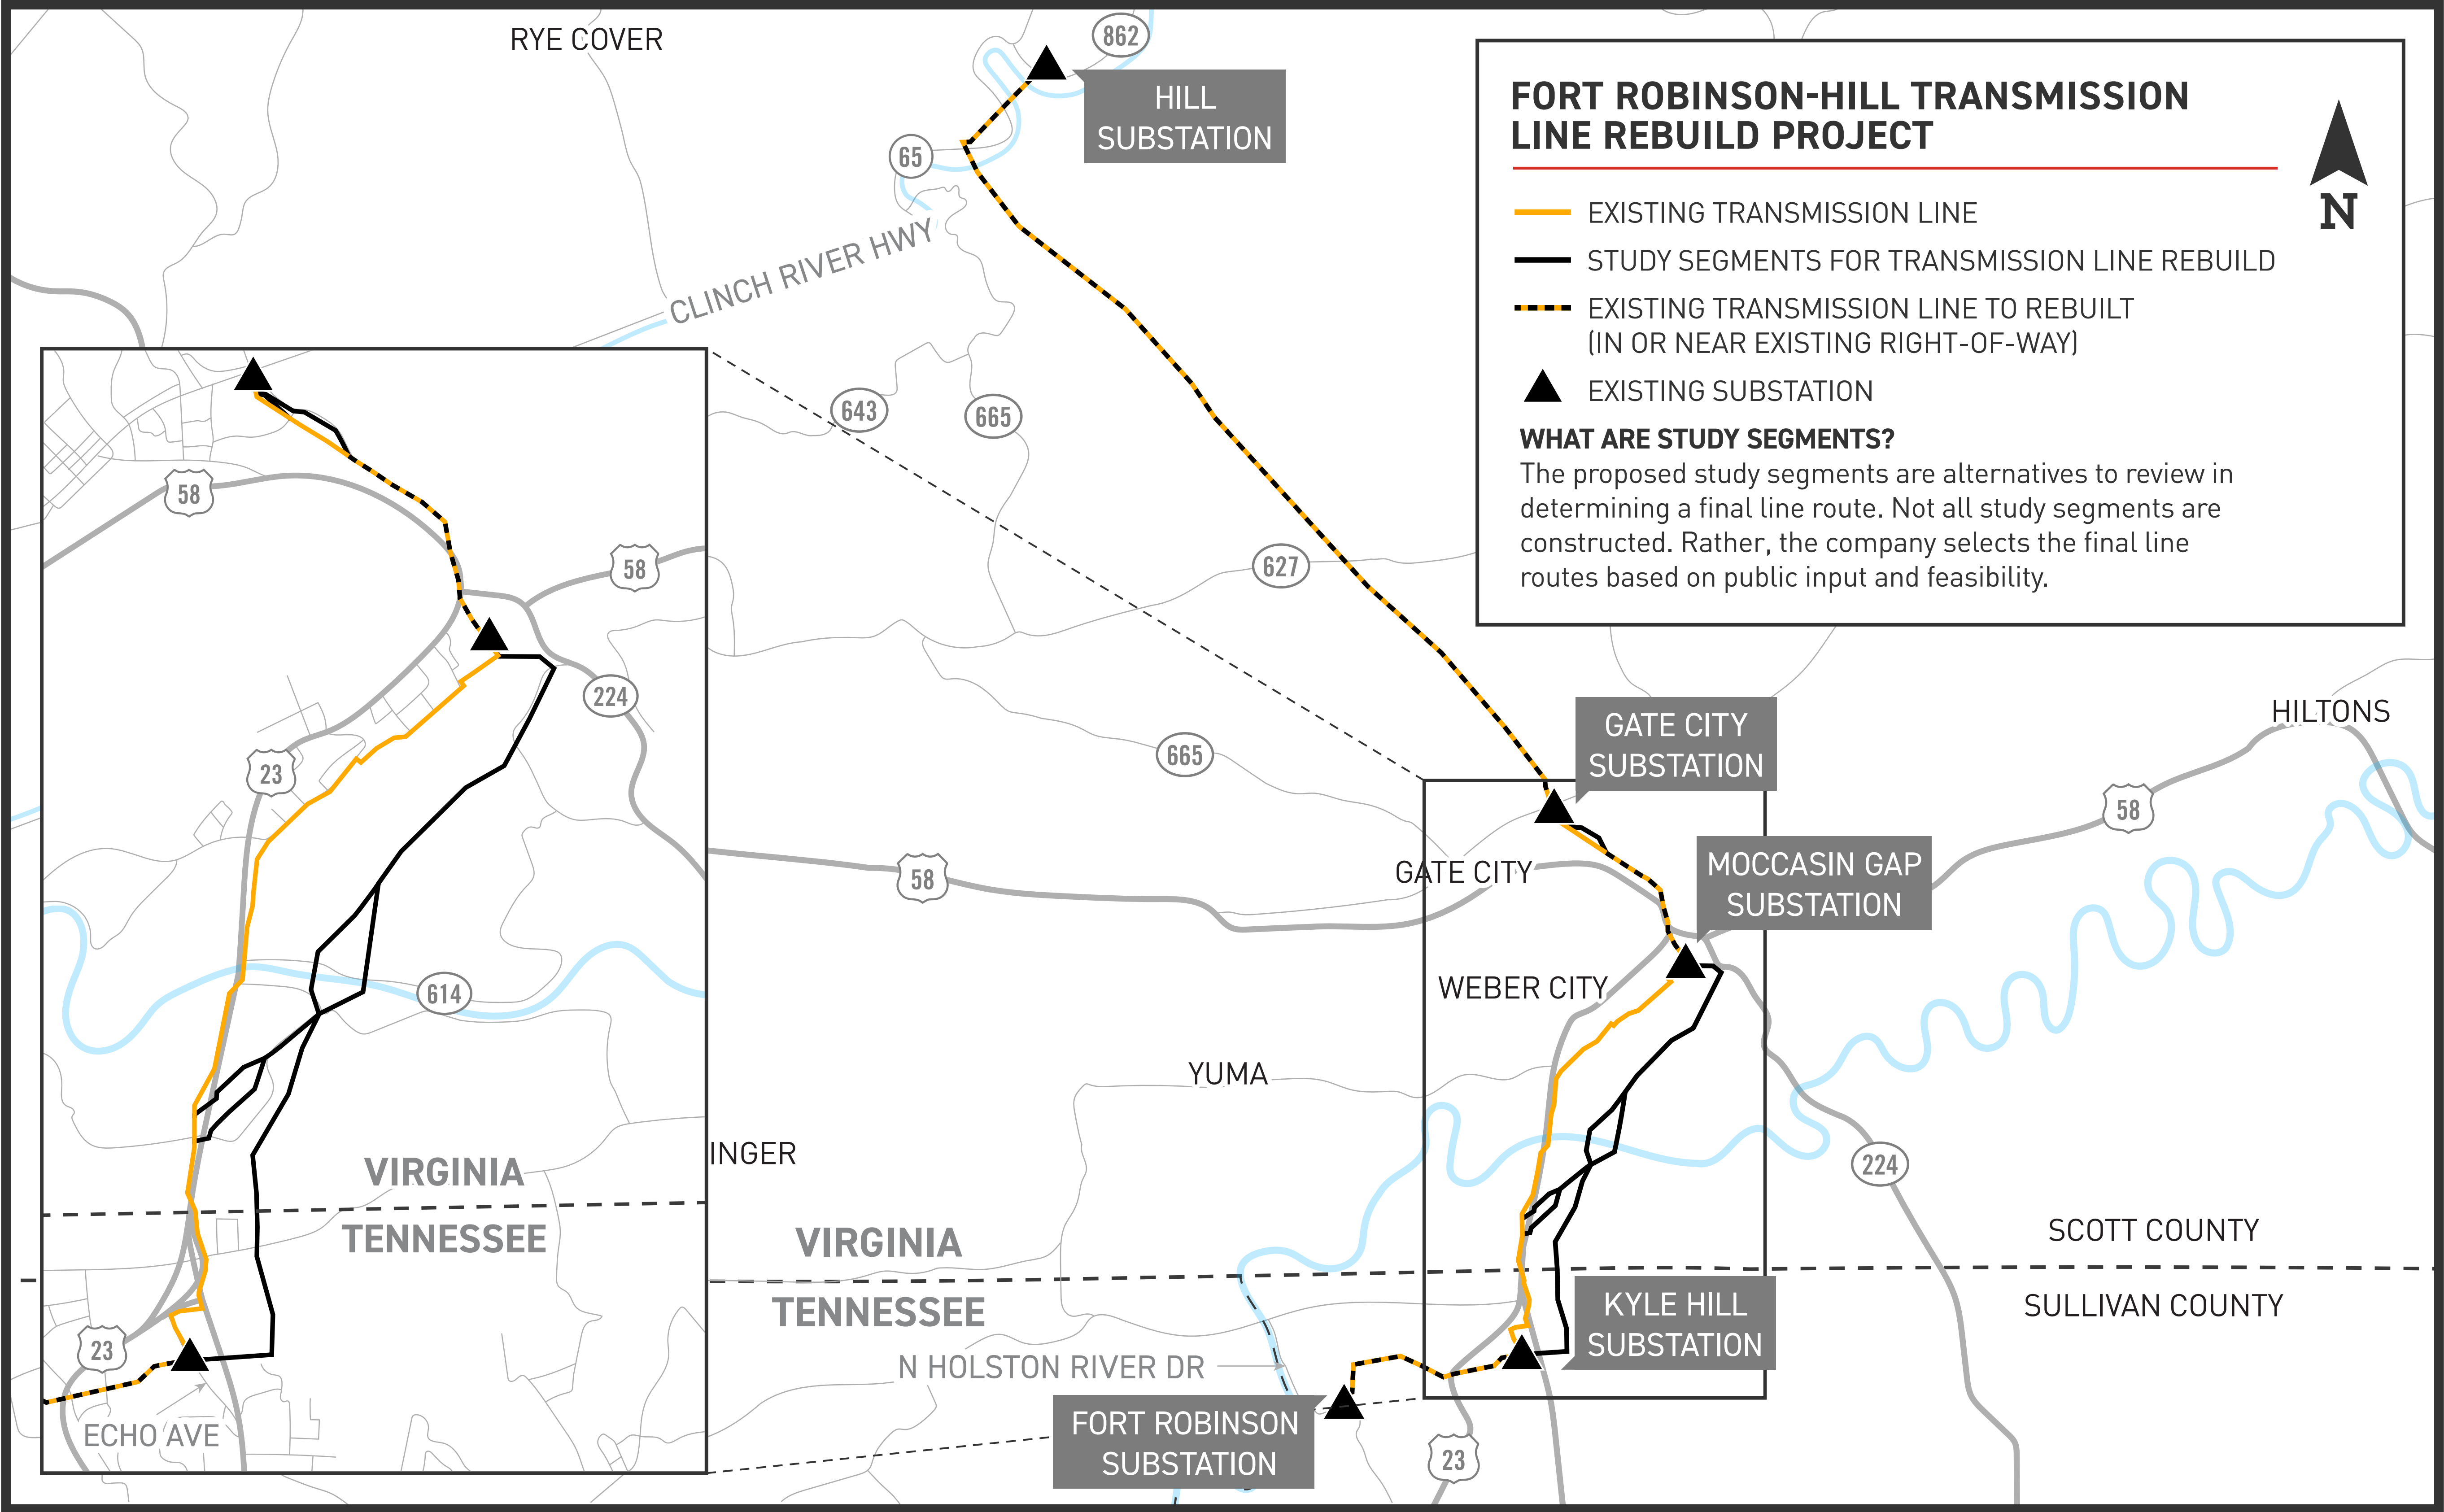 RYE COVER
862
HILL
SUBSTATION
65
CLINCH RIVER HWY
FORT ROBINSON-HILL TRANSMISSION
LINE REBUILD PROJECT
N
EXISTING TRANSMISSION LINE
STUDY SEGMENTS FOR TRANSMISSION LINE REBUILD
EXISTING TRANSMISSION LINE TO REBUILT
(IN OR NEAR EXISTING RIGHT-OF-WAY)
EXISTING SUBSTATION
WHAT ARE STUDY SEGMENTS?
The proposed study segments are alternatives to review in
determining a final line route. Not all study segments are
constructed. Rather, the company selects the final line
routes based on public input and feasibility.
643
665
627
665
58
58
58
224
23
614
VIRGINIA
TENNESSEE
23
ECHO AVE
GATE CITY
SUBSTATION
HILTONS
58
MOCCASIN GAP
SUBSTATION
GATE CITY
WEBER CITY
YUMA
INGER
224
VIRGINIA
TENNESSEE
SCOTT COUNTY
SULLIVAN COUNTY
KYLE HILL
SUBSTATION
N HOLSTON RIVER DR
FORT ROBINSON
SUBSTATION
23